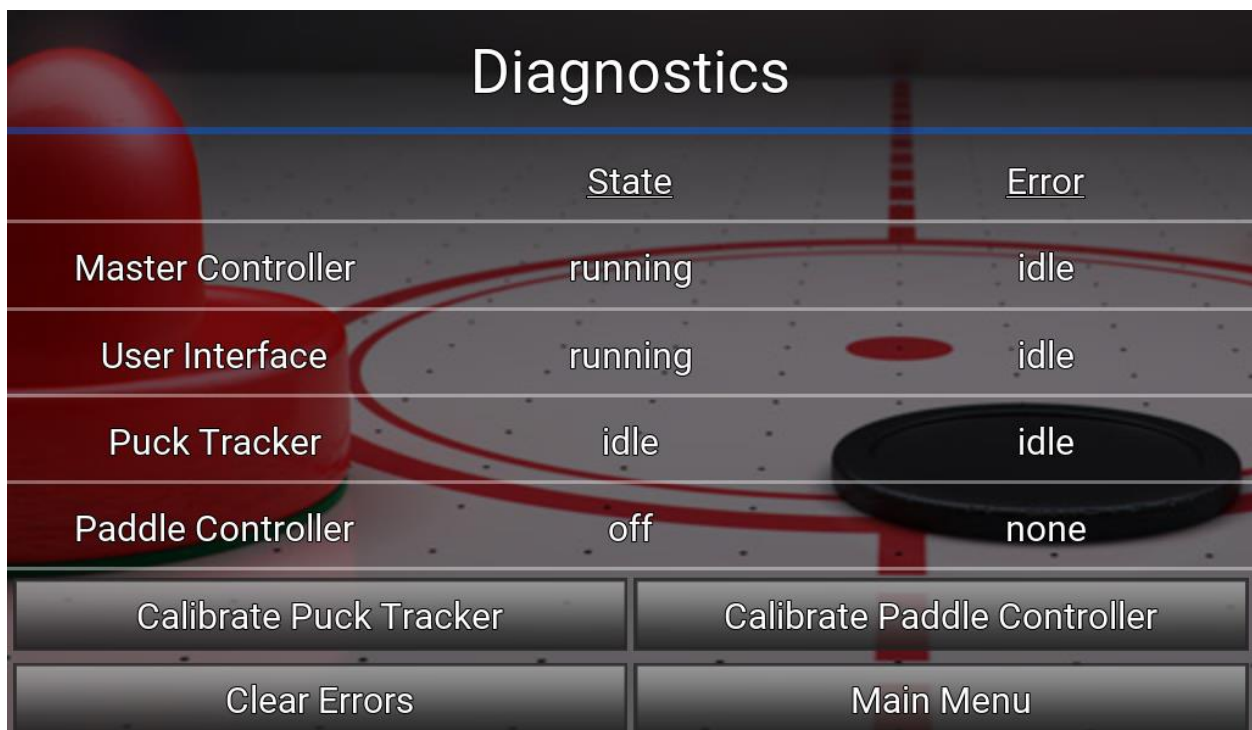 Diagnostics
State Error
Master Controller running idle
User Interface running idle
Puck Tracker idle idle
Paddle Controller off none
Calibrate Puck Tracker Calibrate Paddle Controller
Clear Errors Main Menu